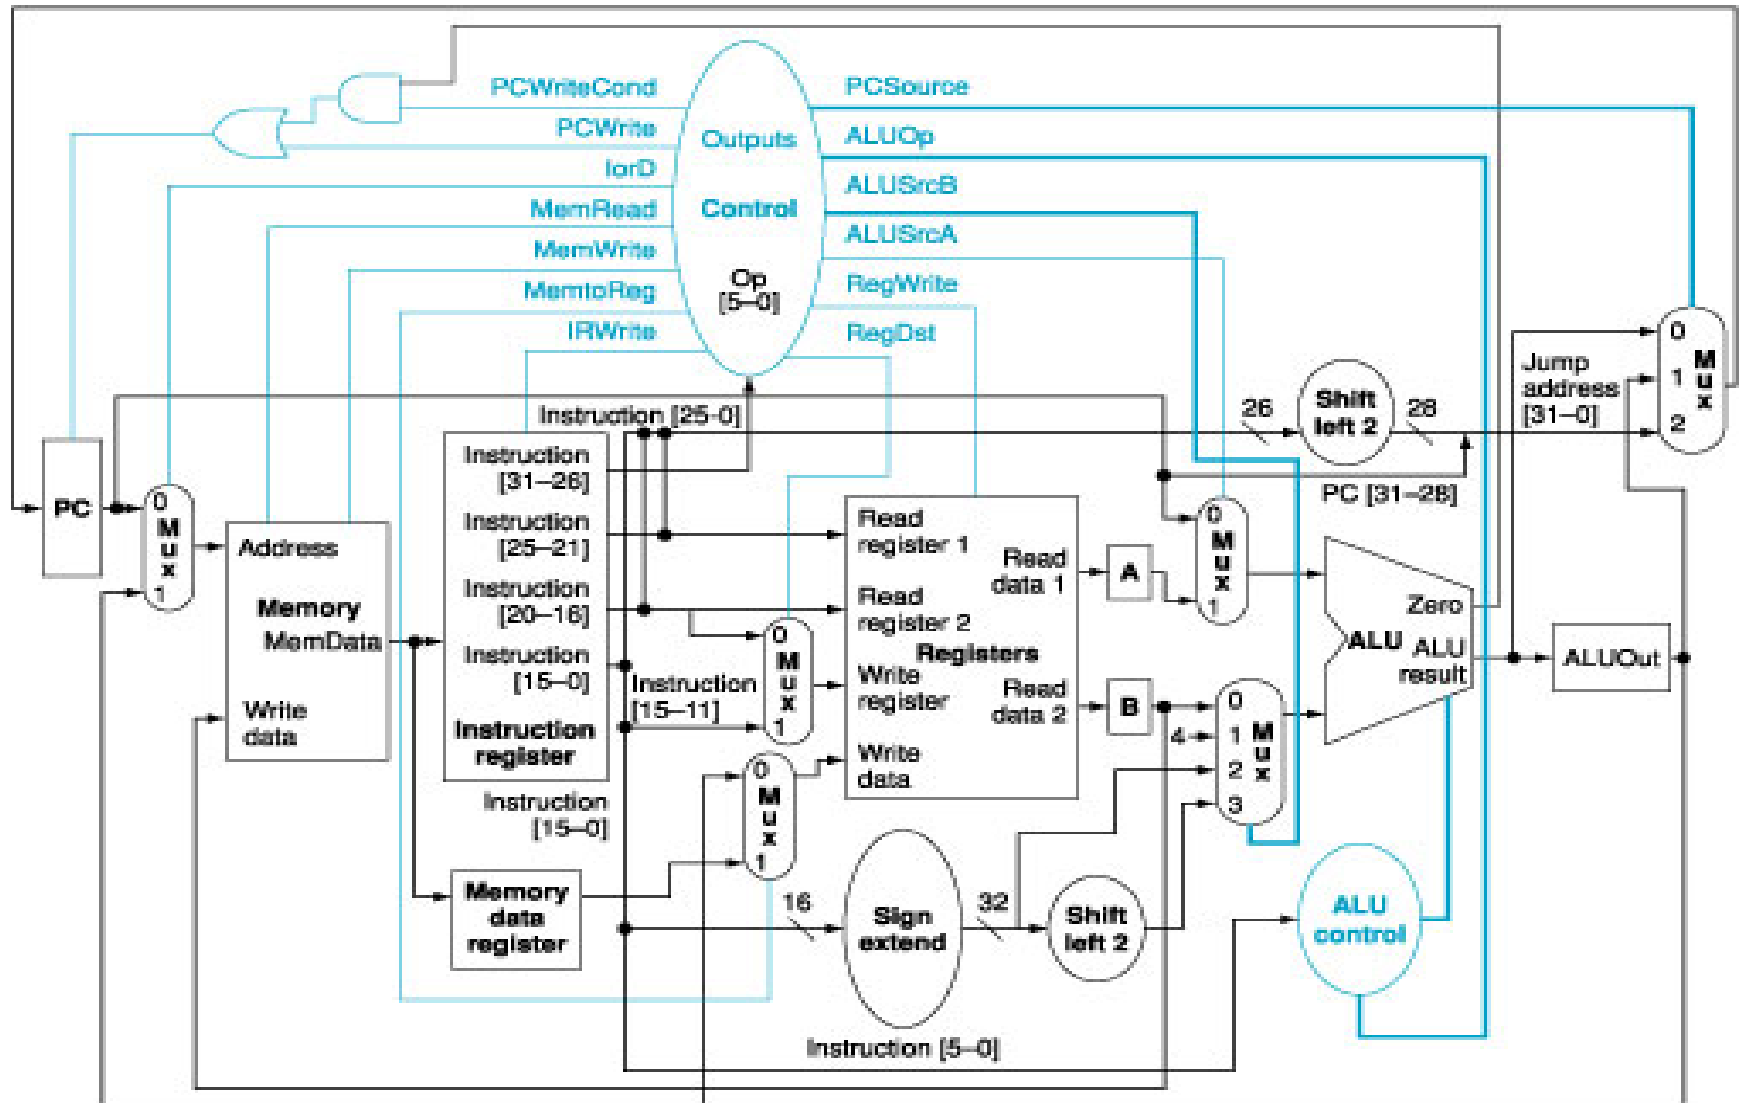 PCWriteCond
PCWrite
IorD
MemRead
MemWrite
MemtoReg
IRWrite
Outputs
Control
Op
[5–0]
PCSource
ALUOp
ALUSrcB
ALUSrcA
RegWrite
RegDst
PC
0
M
u
x
1
Address
Memory
MemData
Write
data
Instruction [25-0]
Instruction
[31–26]
Instruction
[25–21]
Instruction
[20–16]
Instruction
[15–0]
Instruction
register
Instruction
[15–0]
Memory
data
register
Instruction
[15–11]
0
M
u
x
1
0
M
u
x
1
16
Sign
extend
32
Shift
left 2
Instruction [5–0]
Read
register 1
Read
register 2
Registers
Write
register
Write
data
Read
data 1
Read
data 2
A
B
4
0
M
u
x
1
0
1
2
3
M
u
x
26
Shift
left 2
28
PC [31–28]
Jump
address
[31–0]
Zero
ALU
ALU
result
ALUOut
ALU
control
0
1
2
M
u
x